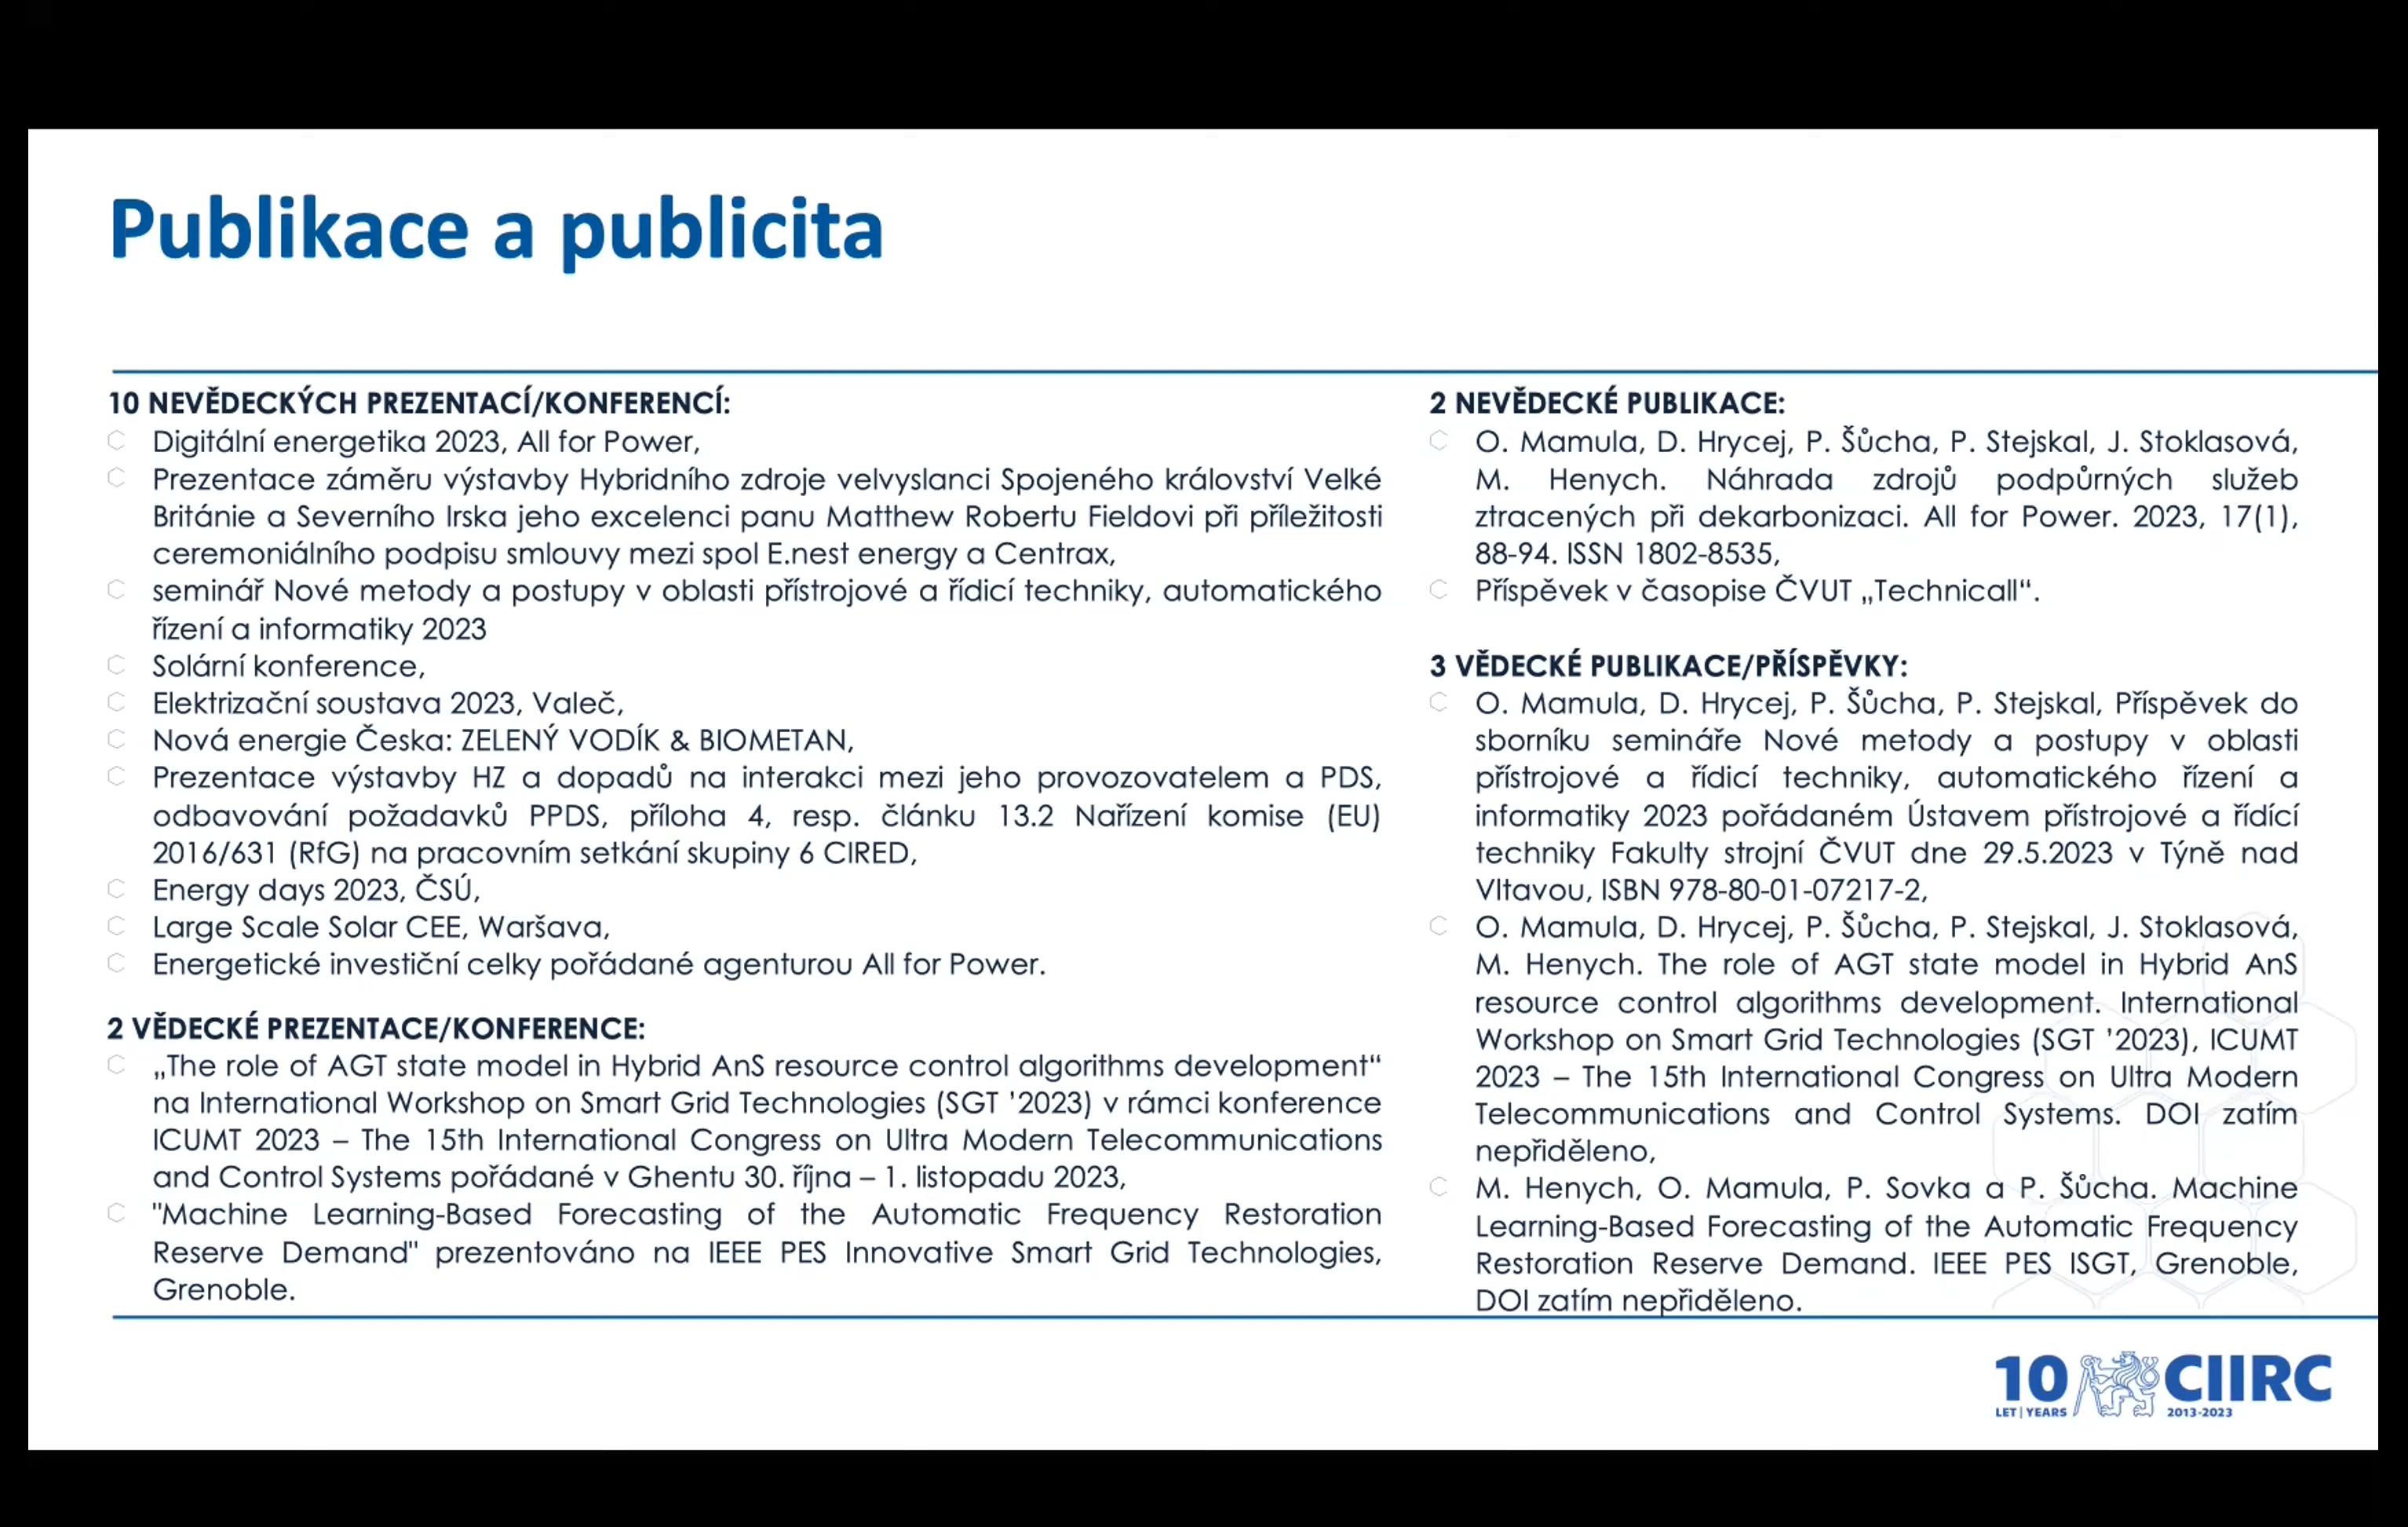 Publikace a publicita
10 NEVĚDECKÝCH PREZENTACÍ/KONFERENCÍ:
Digitální energetika 2023, All for Power,
Prezentace záměru výstavby Hybridního zdroje velvyslanci Spojeného království Velké
Británie a Severního Irska jeho excelenci panu Matthew Robertu Fieldovi při příležitosti
ceremoniálního podpisu smlouvy mezi spol E.nest energy a Centrax,
seminář Nové metody a postupy v oblasti přístrojové a řídicí techniky, automatického
řízení a informatiky 2023
Solární konference,
Elektrizační soustava 2023, Valeč,
Nová energie Česka: ZELENÝ VODÍK & BIOMETAN,
Prezentace výstavby HZ a dopadů na interakci mezi jeho provozovatelem a PDS,
odbavování požadavků PPDS, příloha 4, resp. článku 13.2 Nařízení komise (EU)
2016/631 (RfG) na pracovním setkání skupiny 6 CIRED,
Energy days 2023, ČSÚ,
Large Scale Solar CEE, Waršava,
Energetické investiční celky pořádané agenturou All for Power.
2 VĚDECKÉ PREZENTACE/KONFERENCE:
„The role of AGT state model in Hybrid AnS resource control algorithms development“
na International Workshop on Smart Grid Technologies (SGT ’2023) v rámci konference
ICUMT 2023 – The 15th International Congress on Ultra Modern Telecommunications
and Control Systems pořádané v Ghentu 30. října – 1. listopadu 2023,
"Machine Learning-Based Forecasting of the Automatic Frequency Restoration
Reserve Demand" prezentováno na IEEE PES Innovative Smart Grid Technologies,
Grenoble.
2 NEVĚDECKÉ PUBLIKACE:
O. Mamula, D. Hrycej, P. Šůcha, P. Stejskal, J. Stoklasová,
M. Henych. Náhrada zdrojů podpůrných služeb
ztracených při dekarbonizaci. All for Power. 2023, 17(1),
88-94. ISSN 1802-8535,
Příspěvek v časopise ČVUT „Technicall“.
3 VĚDECKÉ PUBLIKACE/PŘÍSPĚVKY:
O. Mamula, D. Hrycej, P. Šůcha, P. Stejskal, Příspěvek do
sborníku semináře Nové metody a postupy v oblasti
přístrojové a řídicí techniky, automatického řízení a
informatiky 2023 pořádaném Ústavem přístrojové a řídící
techniky Fakulty strojní ČVUT dne 29.5.2023 v Týně nad
Vltavou, ISBN 978-80-01-07217-2,
O. Mamula, D. Hrycej, P. Šůcha, P. Stejskal, J. Stoklasová,
M. Henych. The role of AGT state model in Hybrid AnS
resource control algorithms development. International
Workshop on Smart Grid Technologies (SGT ’2023), ICUMT
2023 – The 15th International Congress on Ultra Modern
Telecommunications and Control Systems. DOI zatím
nepřiděleno,
M. Henych, O. Mamula, P. Sovka a P. Šůcha. Machine
Learning-Based Forecasting of the Automatic Frequency
Restoration Reserve Demand. IEEE PES ISGT, Grenoble,
DOI zatím nepřiděleno.
10 CIIRC
LET | YEARS 2013-2023